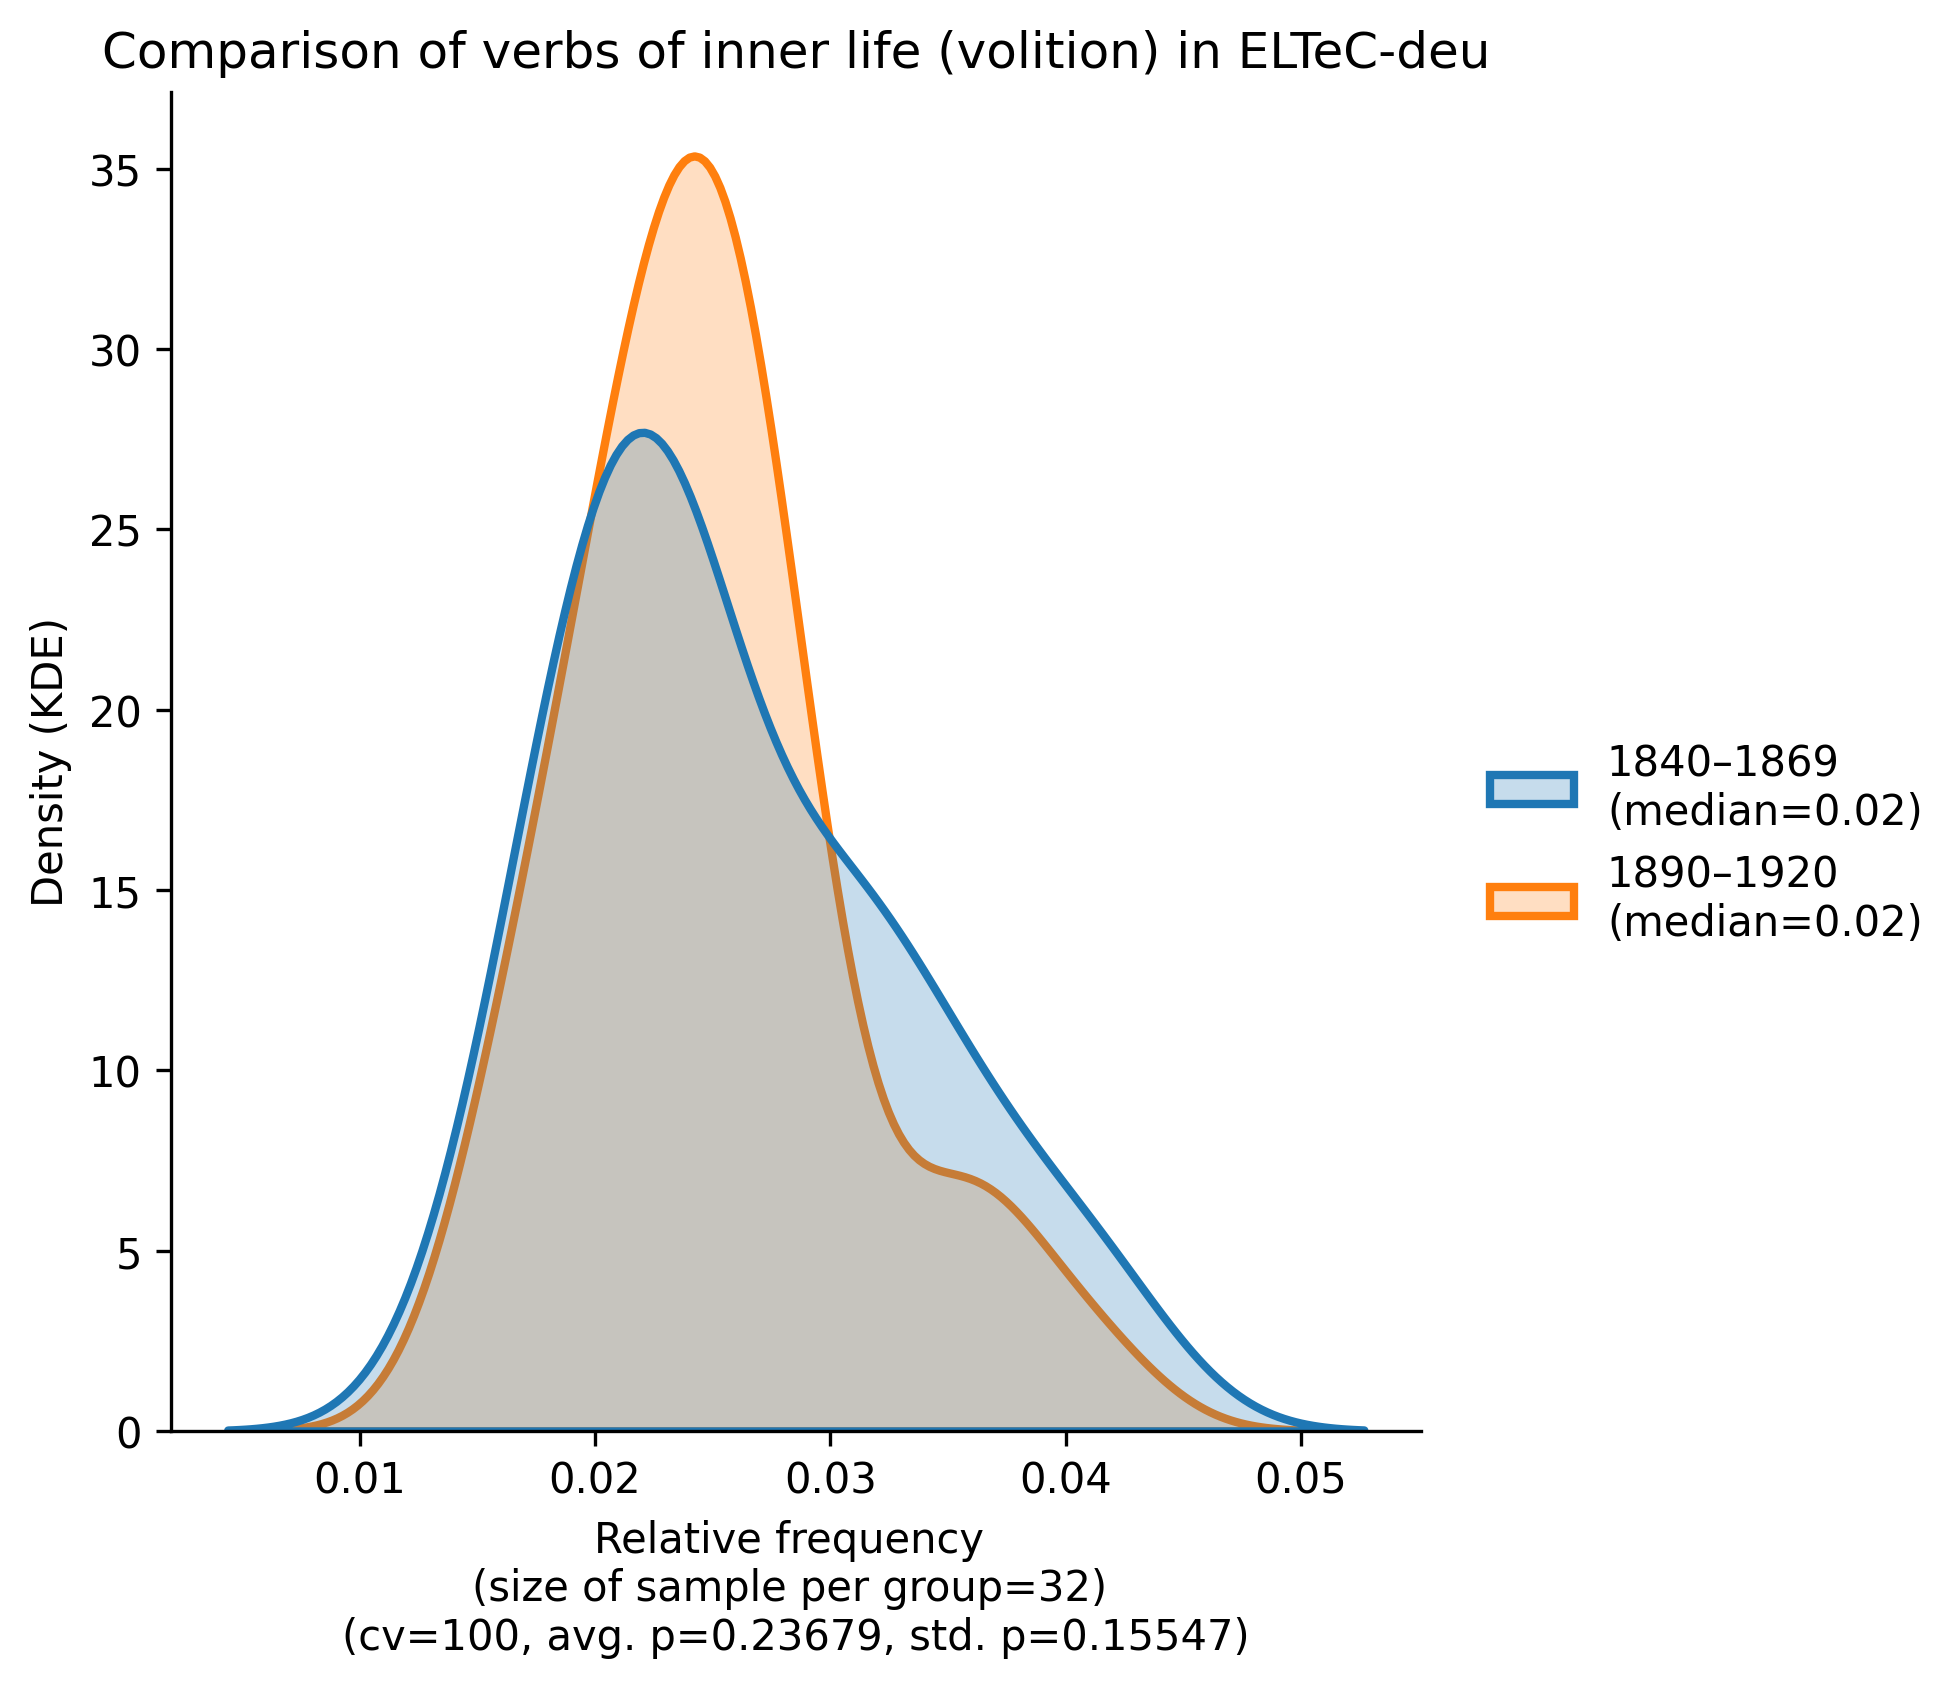 Comparison of verbs of inner life (volition) in ELTeC-deu
Density (KDE)
35
30
25
20
15
10
5
0
0.01 0.02 0.03 0.04 0.05
Relative frequency
(size of sample per group=32)
(cv=100, avg. p=0.23679, std. p=0.15547)
1840–1869
(median=0.02)
1890–1920
(median=0.02)